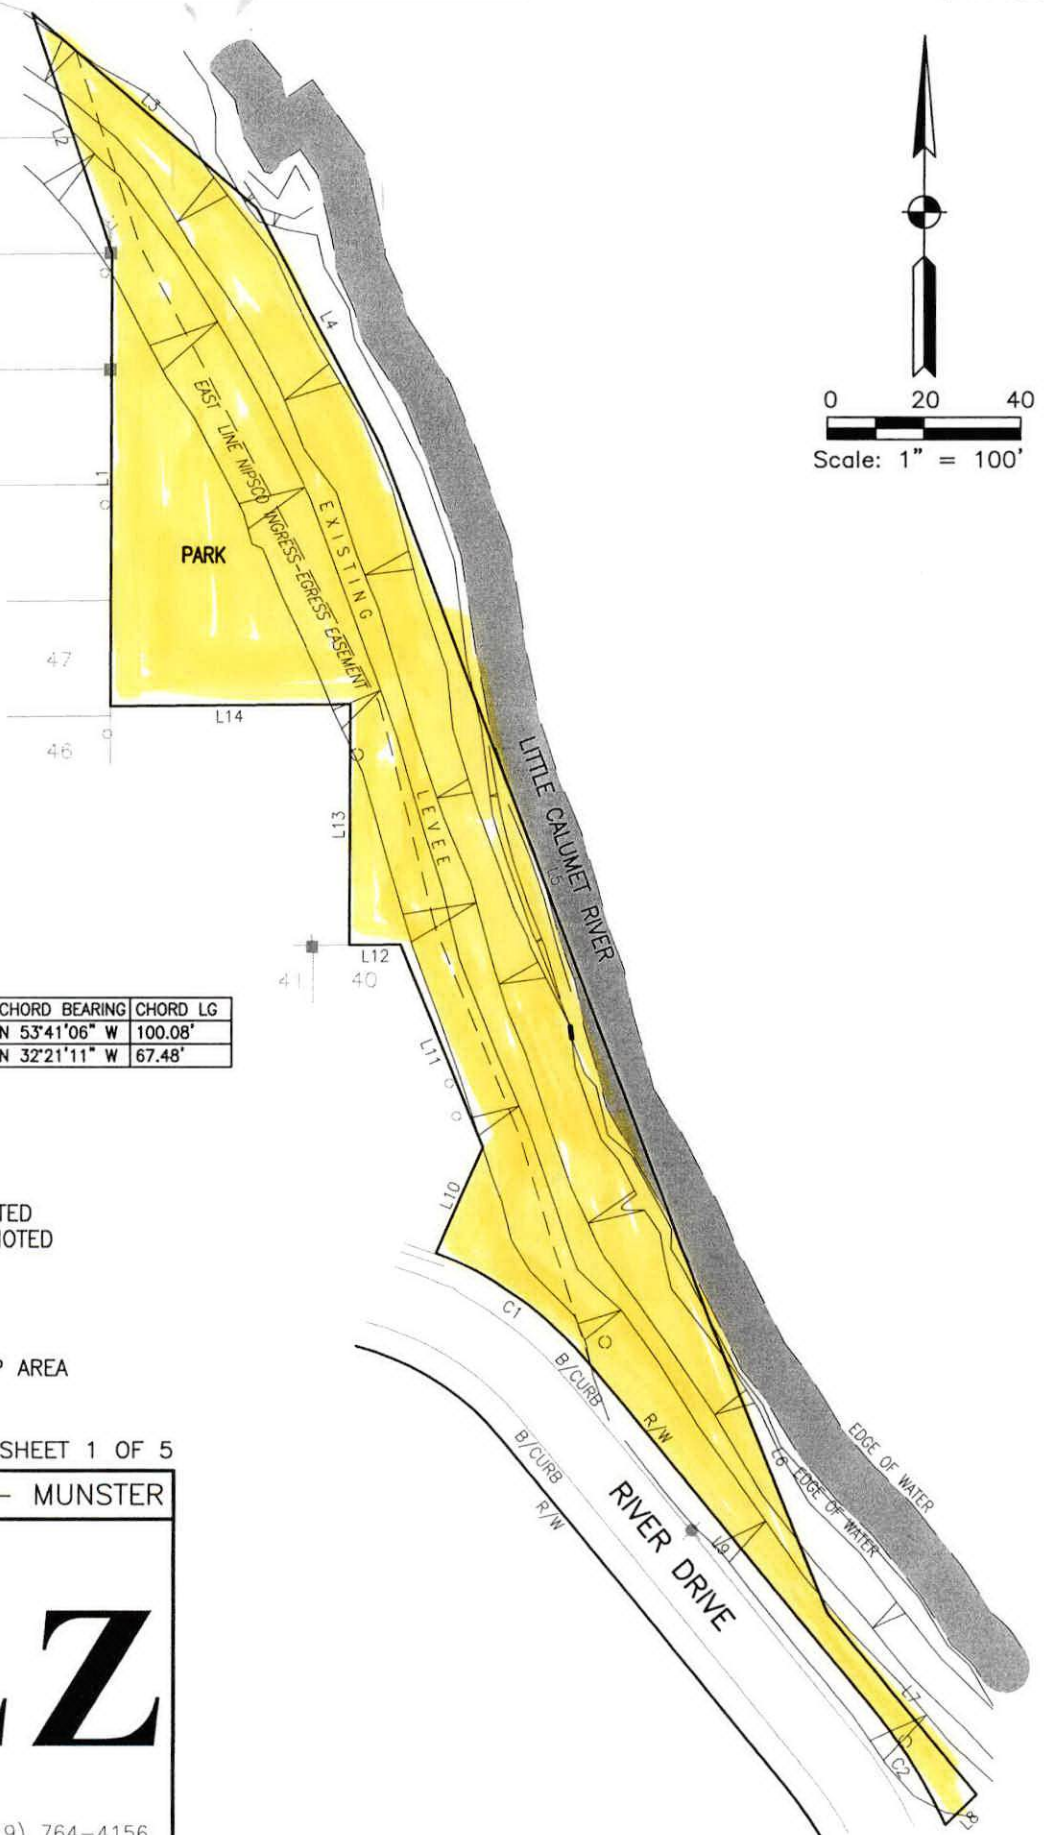 L3
L2
L4
0 20 40
Scale: 1" = 100'
EAST LINE NIPSCO INGRESS-EGRESS EASEMENT
L1
EXISTING
PARK
47
L14
46
LITTLE CALUMET RIVER
L5
LEVEE
L13
L12
41 40
CHORD BEARING CHORD LG
N 53°41'06" W 100.08'
N 32°21'11" W 67.48'
L11
L10
TED
NOTED
C1
AREA
B/CURB
R/W
SHEET 1 OF 5
- MUNSTER
B/CURB
R/W
EDGE OF WATER
L6 EDGE OF WATER
RIVER DRIVE
L9
Z
L7
C2
L8
9) 764-4156